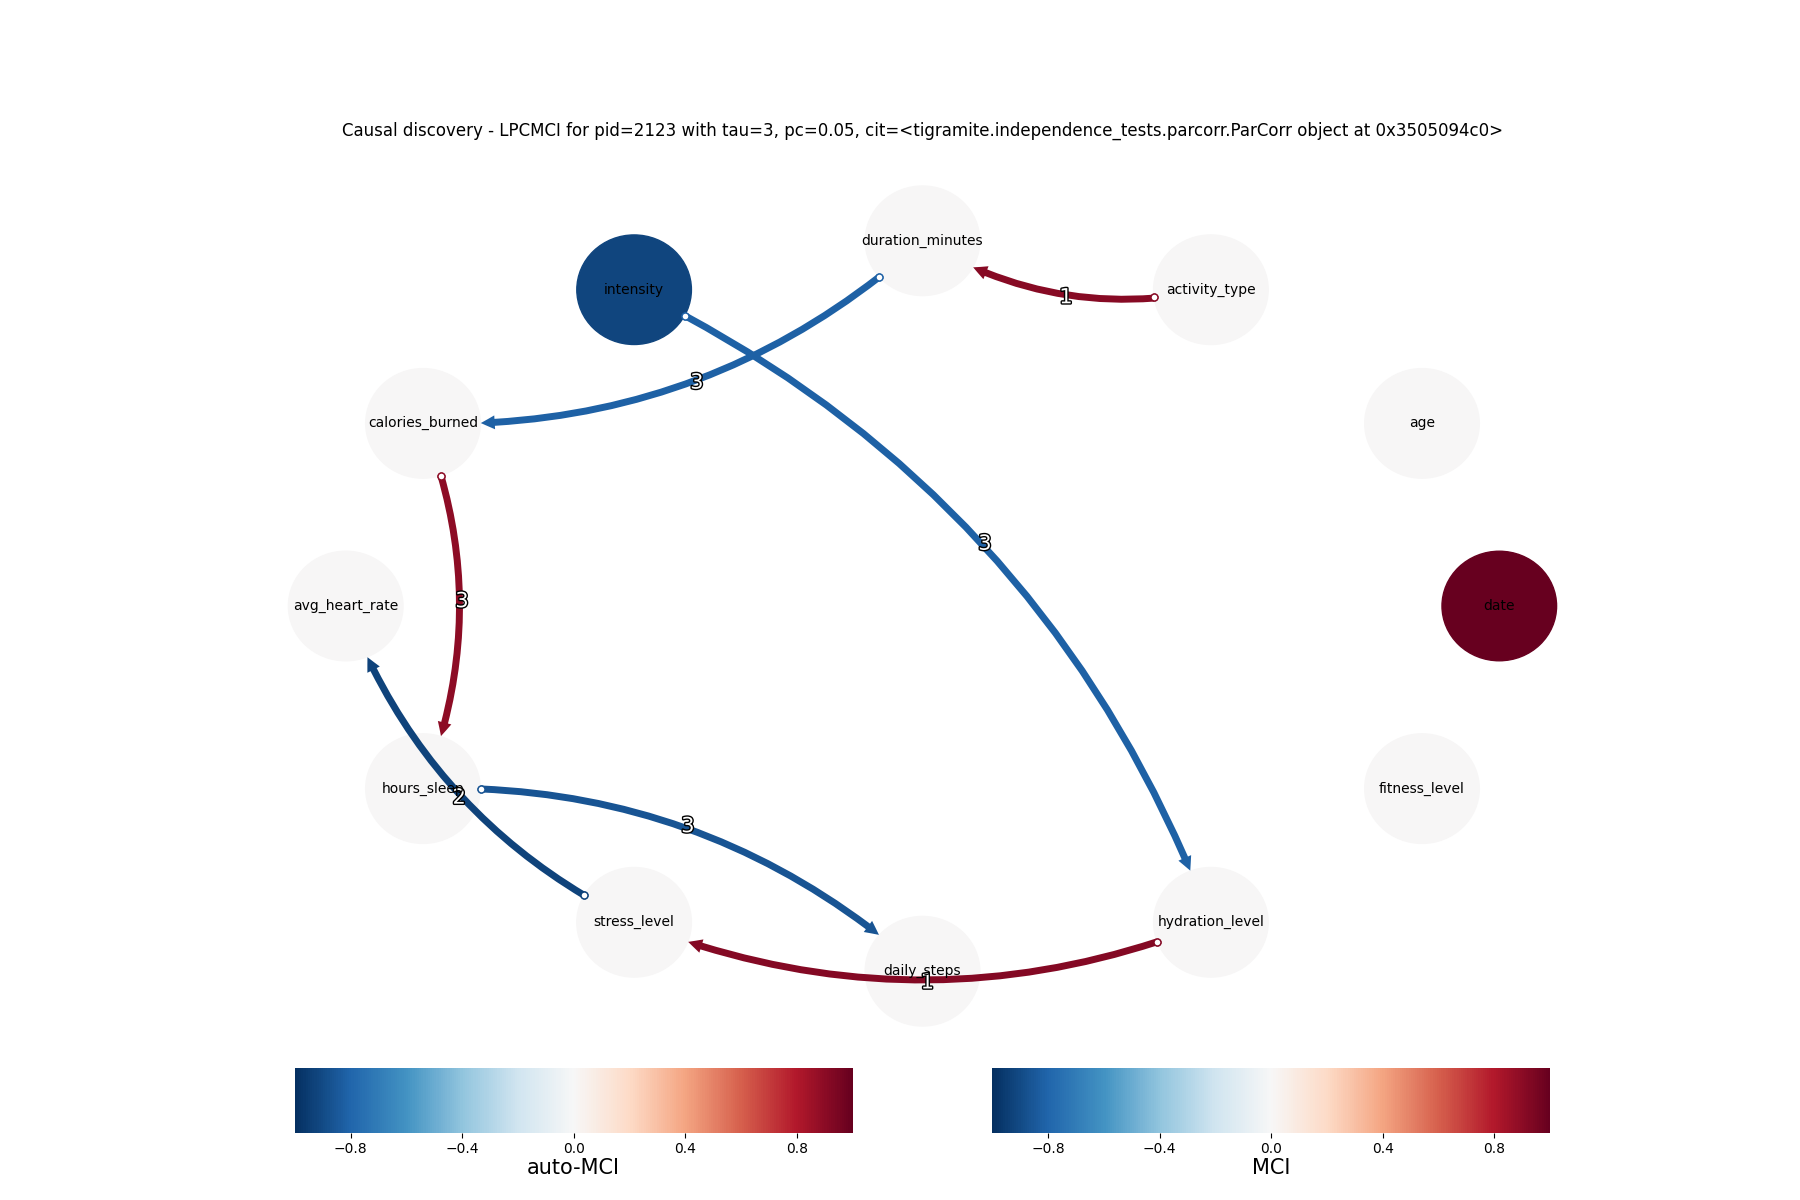 Causal discovery - LPCMCI for pid=2123 with tau=3, pc=0.05, cit=<tigramite.independence_tests.parcorr.ParCorr object at 0x3505094c0>
duration_minutes
intensity
activity_type
1
3
calories_burned
age
3
3
avg_heart_rate
date
hours_sleep
2
fitness_level
3
stress_level
hydration_level
daily_steps
1
−0.8 −0.4 0.0 0.4 0.8
auto-MCI
−0.8 −0.4 0.0 0.4 0.8
MCI